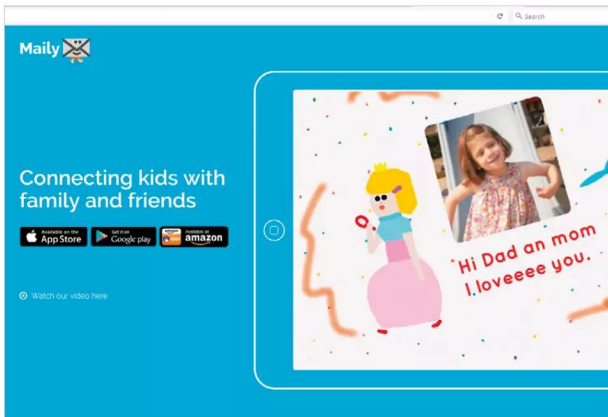 Search
Maily
Connecting kids with
family and friends
Available on the
App Store
Get it on
Google play
Available at
amazon
Watch our video here
Hi Dad an mom
I loveeee you.